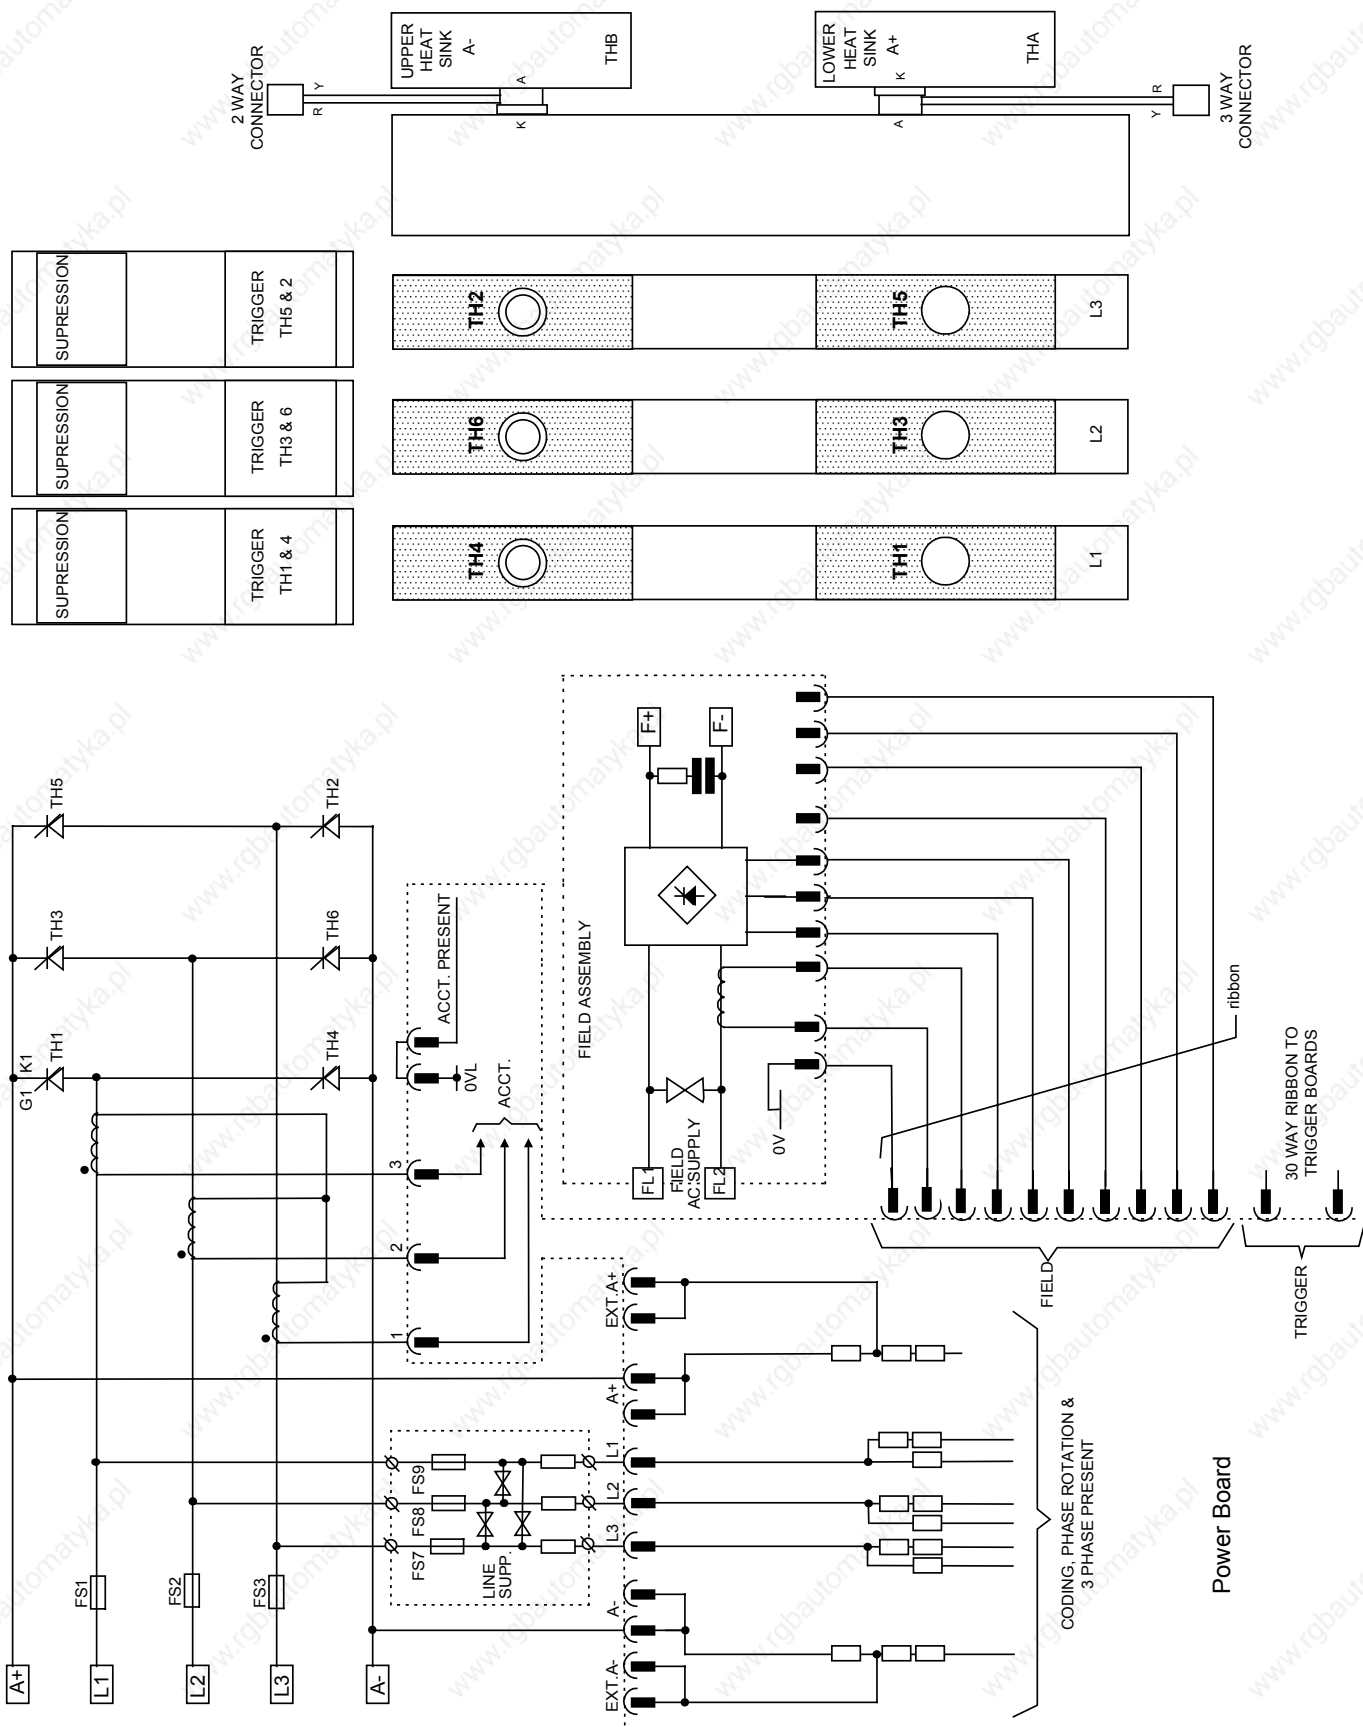 2 WAY
CONNECTOR
R
Y
UPPER
HEAT
SINK
A-
THB
A
K
LOWER
HEAT
SINK
A+
K
THA
A
Y
R
3 WAY
CONNECTOR
SUPRESSION
TRIGGER
TH5 & 2
TH2
TH5
L3
SUPRESSION
TRIGGER
TH3 & 6
TH6
TH3
L2
SUPRESSION
TRIGGER
TH1 & 4
TH4
TH1
L1
TH5
TH2
TH3
TH6
G1
K1
TH1
TH4
ACCT. PRESENT
0VL
ACCT.
3
2
1
FIELD ASSEMBLY
F+
F-
FL1
FIELD
AC SUPPLY
FL2
0V
ribbon
30 WAY RIBBON TO
TRIGGER BOARDS
FIELD
TRIGGER
EXT. A+
A+
L1
L2
L3
A-
EXT. A-
FS9
FS8
FS7
LINE
SUPP.
FS1
FS2
FS3
A+
L1
L2
L3
A-
CODING, PHASE ROTATION &
3 PHASE PRESENT
Power Board
www.rgbautomatyka.pl